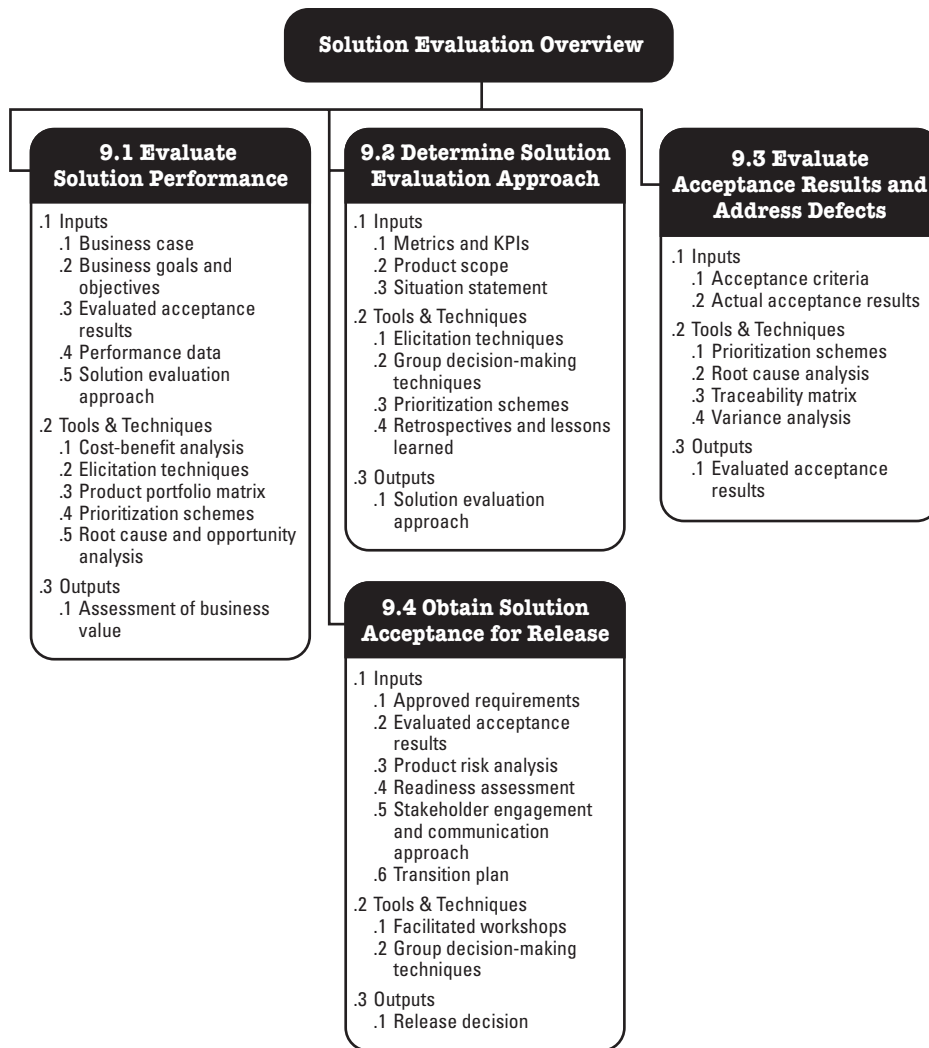 Solution Evaluation Overview
9.1 Evaluate
Solution Performance
.1 Inputs
.1 Business case
.2 Business goals and
objectives
.3 Evaluated acceptance
results
.4 Performance data
.5 Solution evaluation
approach
.2 Tools & Techniques
.1 Cost-benefit analysis
.2 Elicitation techniques
.3 Product portfolio matrix
.4 Prioritization schemes
.5 Root cause and opportunity
analysis
.3 Outputs
.1 Assessment of business
value
9.2 Determine Solution
Evaluation Approach
.1 Inputs
.1 Metrics and KPIs
.2 Product scope
.3 Situation statement
.2 Tools & Techniques
.1 Elicitation techniques
.2 Group decision-making
techniques
.3 Prioritization schemes
.4 Retrospectives and lessons
learned
.3 Outputs
.1 Solution evaluation
approach
9.3 Evaluate
Acceptance Results and
Address Defects
.1 Inputs
.1 Acceptance criteria
.2 Actual acceptance results
.2 Tools & Techniques
.1 Prioritization schemes
.2 Root cause analysis
.3 Traceability matrix
.4 Variance analysis
.3 Outputs
.1 Evaluated acceptance
results
9.4 Obtain Solution
Acceptance for Release
.1 Inputs
.1 Approved requirements
.2 Evaluated acceptance
results
.3 Product risk analysis
.4 Readiness assessment
.5 Stakeholder engagement
and communication
approach
.6 Transition plan
.2 Tools & Techniques
.1 Facilitated workshops
.2 Group decision-making
techniques
.3 Outputs
.1 Release decision